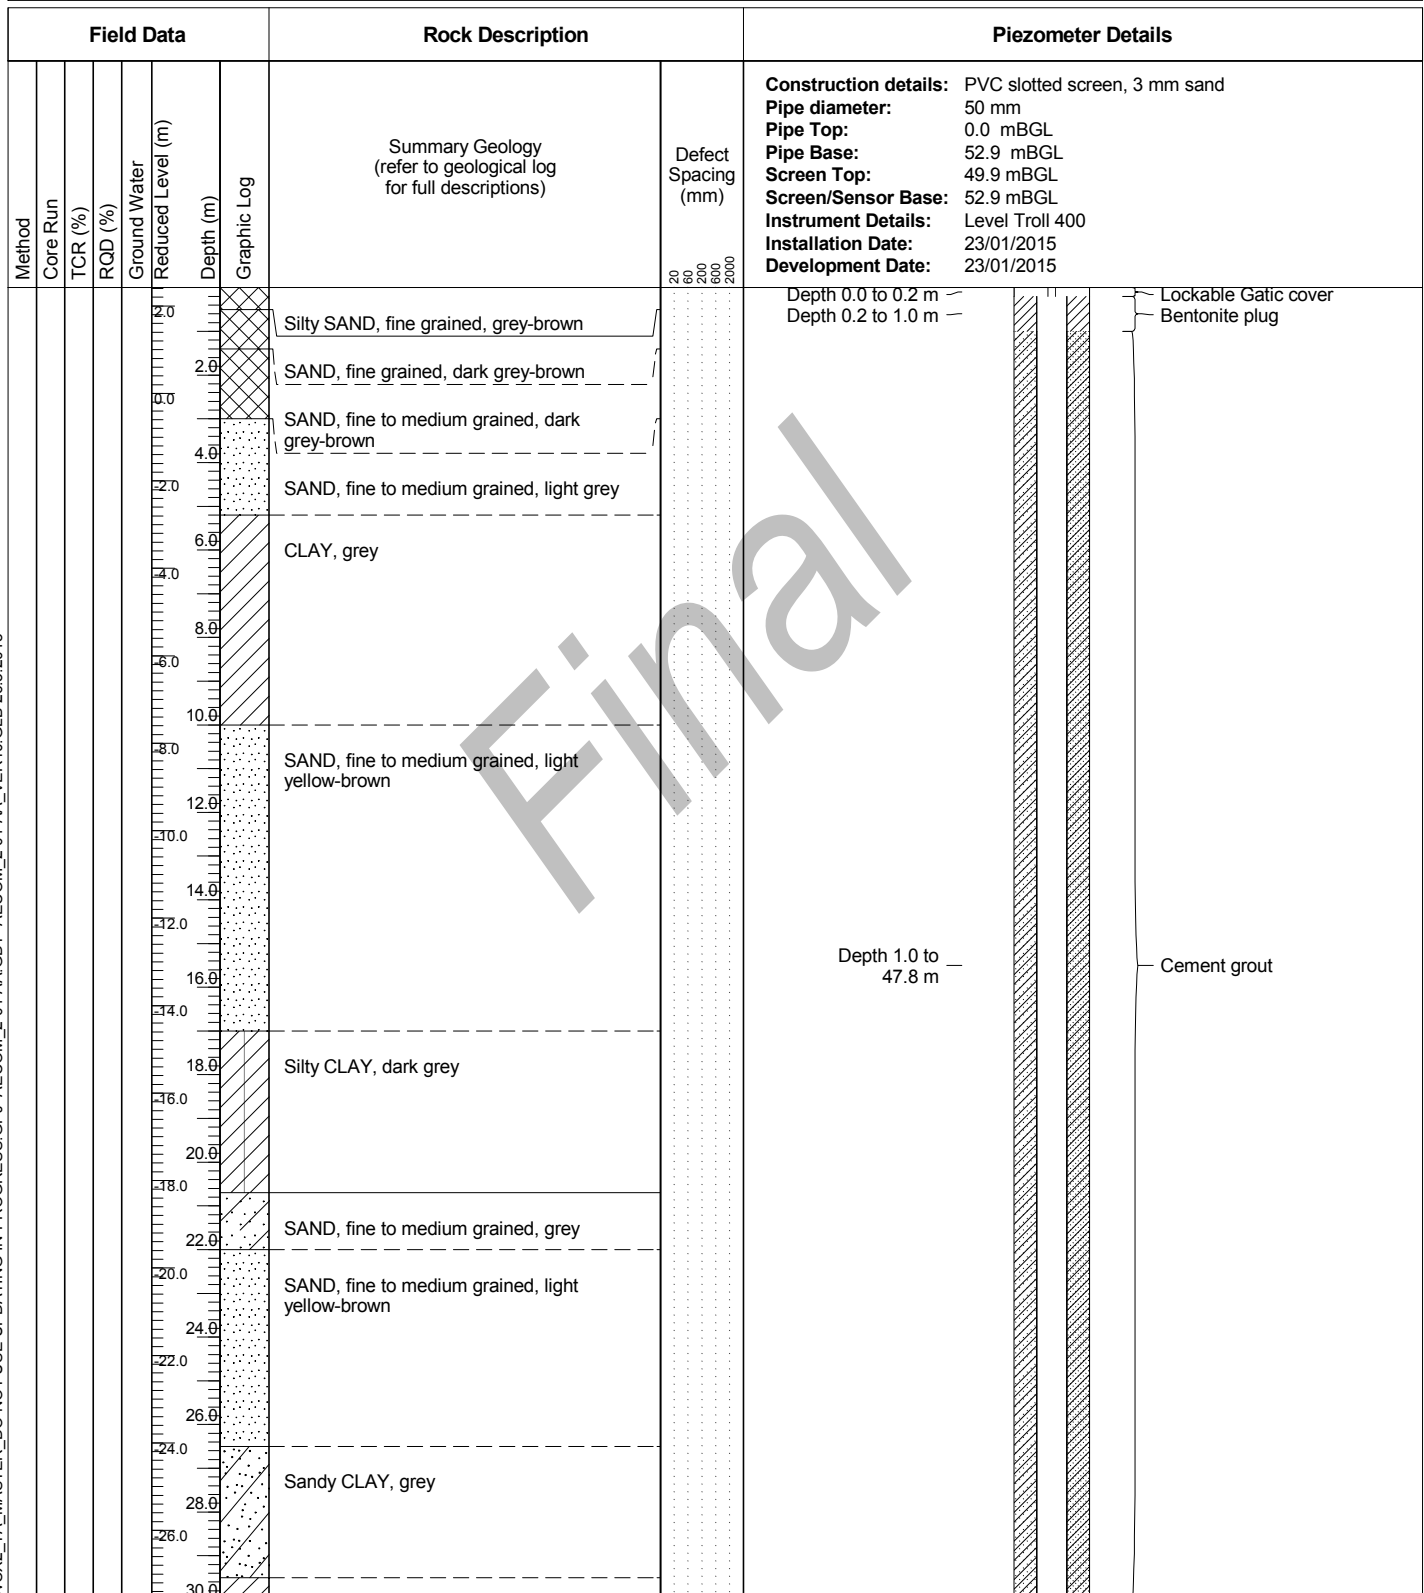 Field Data
Rock Description
Piezometer Details
Method
Core Run
TCR (%)
RQD (%)
Ground Water
Reduced Level (m)
Depth (m)
Graphic Log
Summary Geology
(refer to geological log
for full descriptions)
Defect
Spacing
(mm)
20
60
200
600
2000
Construction details: PVC slotted screen, 3 mm sand
Pipe diameter: 50 mm
Pipe Top: 0.0 mBGL
Pipe Base: 52.9 mBGL
Screen Top: 49.9 mBGL
Screen/Sensor Base: 52.9 mBGL
Instrument Details: Level Troll 400
Installation Date: 23/01/2015
Development Date: 23/01/2015
Depth 0.0 to 0.2 m
Lockable Gatic cover
Depth 0.2 to 1.0 m
Bentonite plug
2.0
Silty SAND, fine grained, grey-brown
2.0
SAND, fine grained, dark grey-brown
0.0
SAND, fine to medium grained, dark
grey-brown
4.0
-2.0
SAND, fine to medium grained, light grey
6.0
CLAY, grey
-4.0
8.0
-6.0
10.0
-8.0
SAND, fine to medium grained, light
yellow-brown
12.0
-10.0
14.0
-12.0
Depth 1.0 to
47.8 m
Cement grout
16.0
-14.0
18.0
Silty CLAY, dark grey
-16.0
20.0
-18.0
SAND, fine to medium grained, grey
22.0
-20.0
SAND, fine to medium grained, light
yellow-brown
24.0
-22.0
26.0
-24.0
Sandy CLAY, grey
28.0
-26.0
30.0
Final